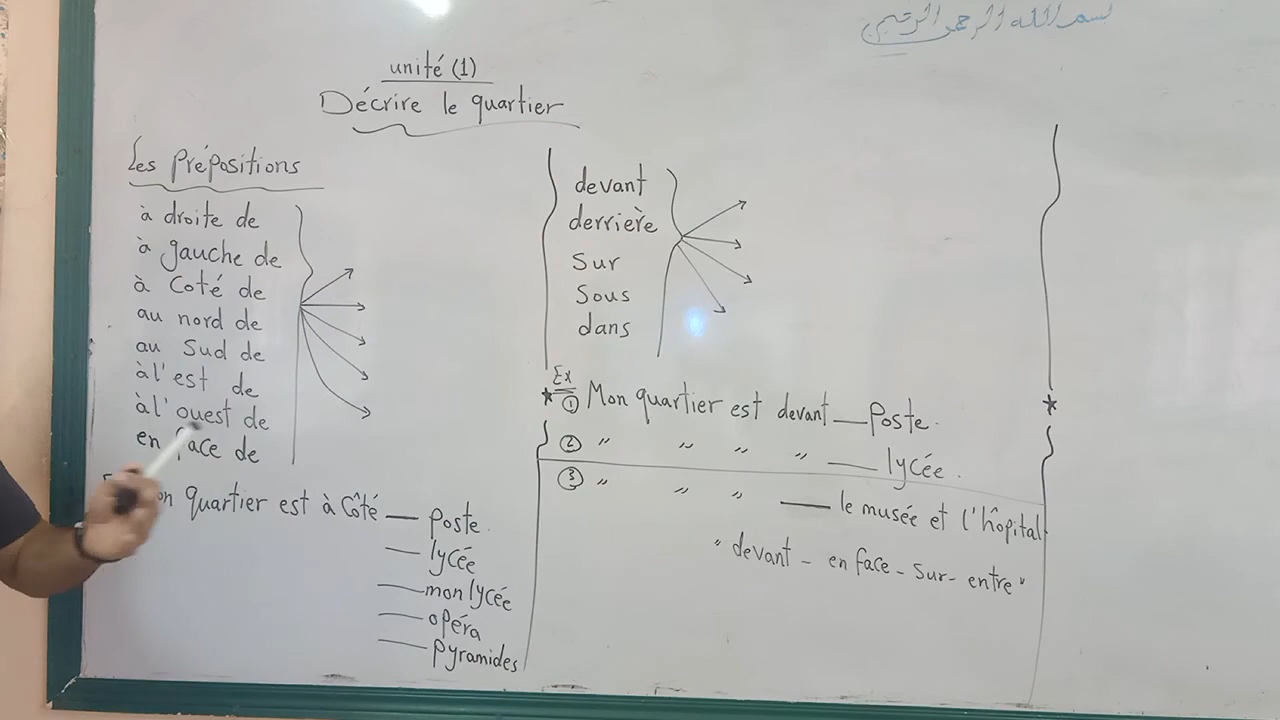 بسم الله الرحمن الرحيم
unité (1)
Décrire le quartier
Les prépositions
à droite de
à gauche de
à Coté de
au nord de
au Sud de
à l'est de
à l'ouest de
en face de
quartier est à Côté — poste.
— lycée
— mon lycée
— opéra
— pyramides
devant
derrière
Sur
Sous
dans
Ex
① Mon quartier est devant — Poste.
② " " " " — lycée.
③ " " " — le musée et l'hôpital
" devant - en face - Sur - entre "